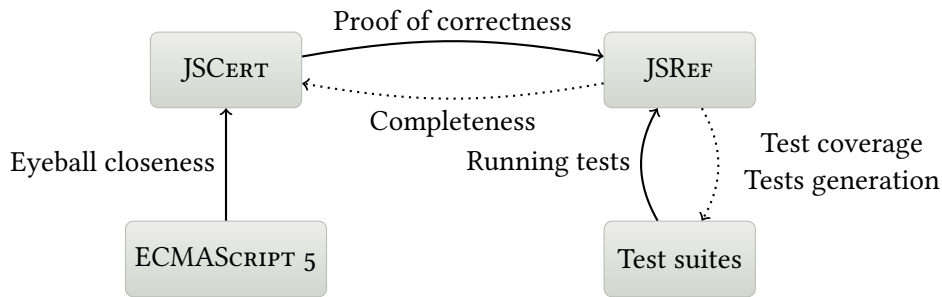 Proof of correctness
JSCERT
JSREF
Completeness
Eyeball closeness
Running tests
Test coverage
Tests generation
ECMASCRIPT 5
Test suites